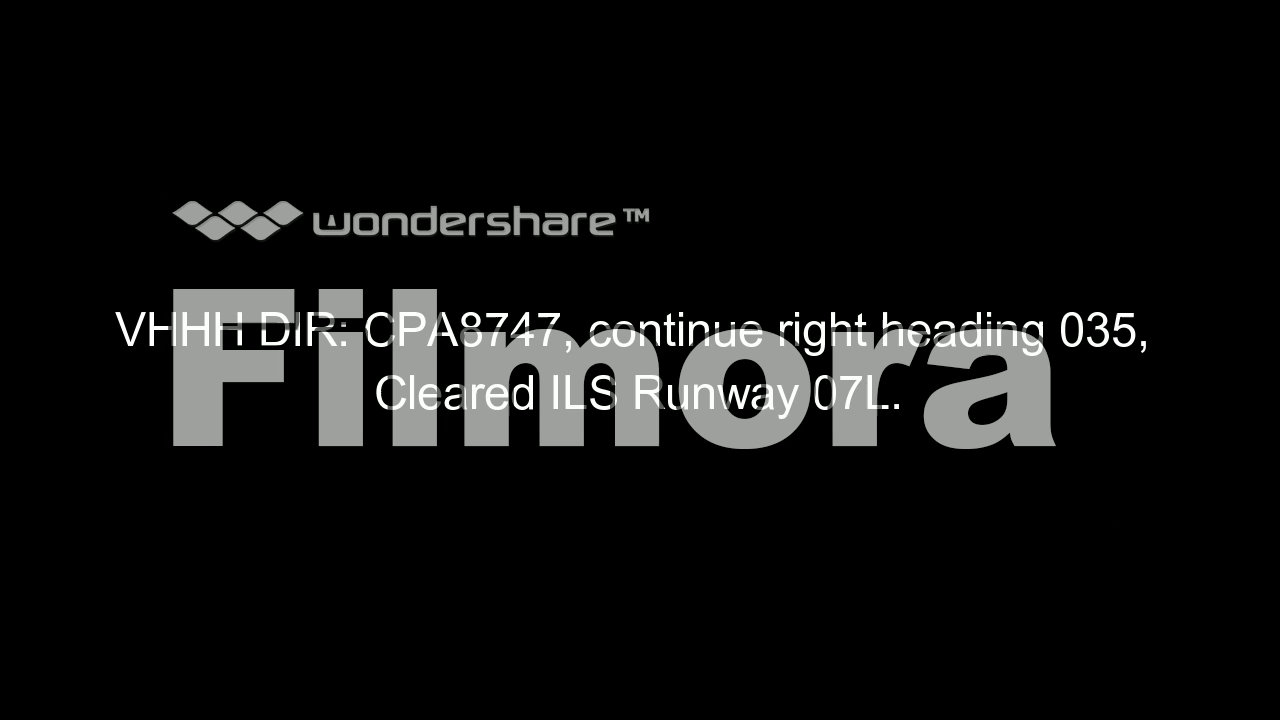 wondershare™
Filmora
VHHH DIR: CPA8747, continue right heading 035,
Cleared ILS Runway 07L.